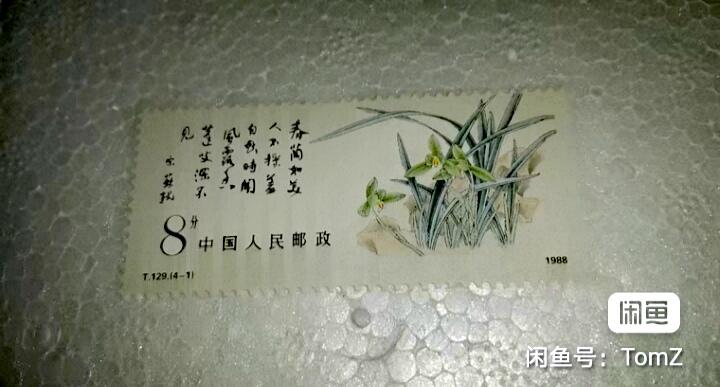 春蘭如美
人不採羞
自獻時聞
風露香
蓬艾深不
見
宋 蘇軾
8分 中国人民邮政
T.129.(4-1)
1988
闲鱼
闲鱼号：TomZ